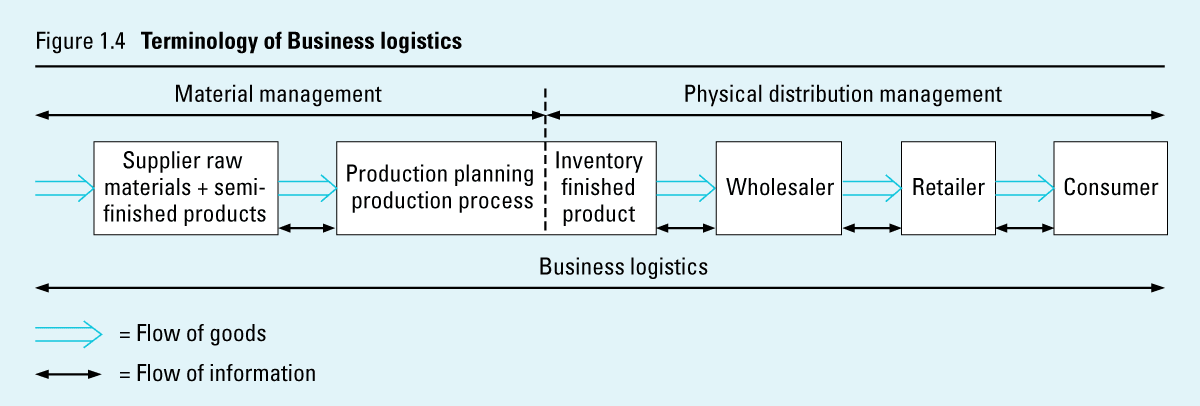 Figure 1.4 Terminology of Business logistics
Material management
Physical distribution management
Supplier raw
materials + semi-
finished products
Production planning
production process
Inventory
finished
product
Wholesaler
Retailer
Consumer
Business logistics
= Flow of goods
= Flow of information